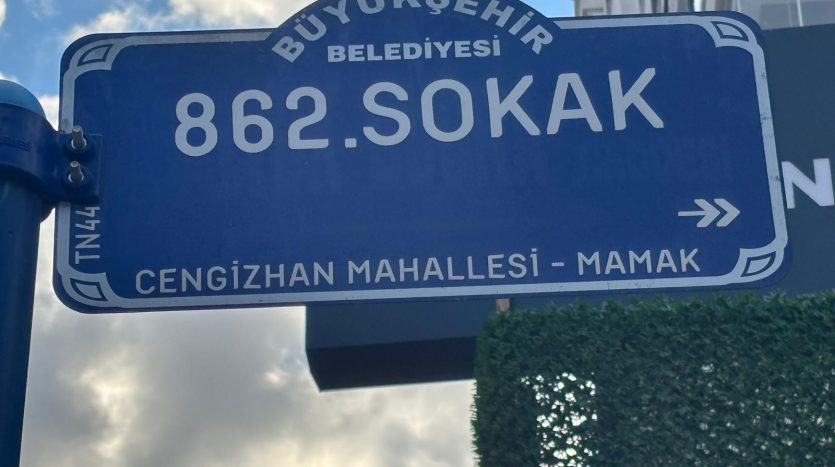 BÜYÜKŞEHİR
BELEDİYESİ
862.SOKAK
CENGİZHAN MAHALLESİ - MAMAK
TN44
N